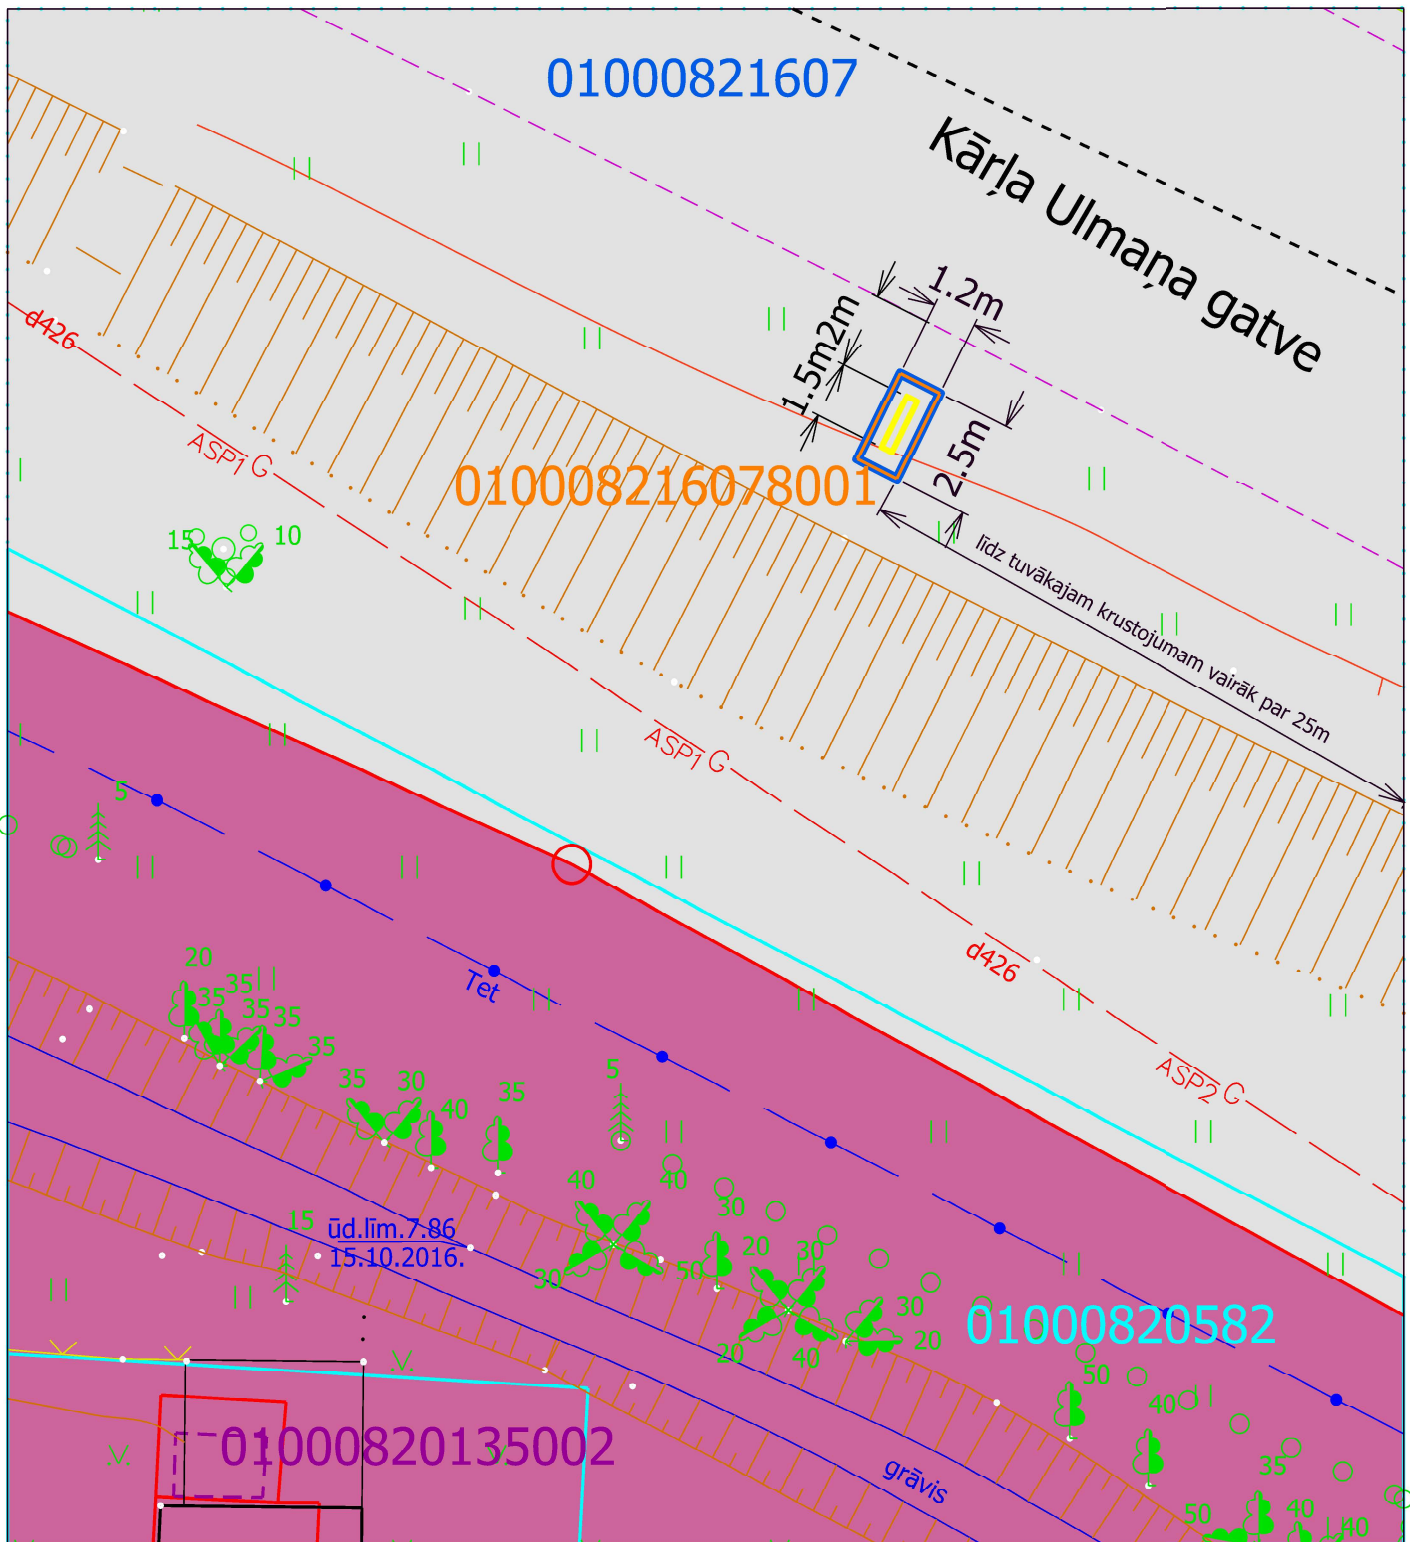 01000821607
Kārļa Ulmaņa gatve
1.2m
2m
1.5m
2.5m
d426
ASP1 G
010008216078001
15
10
līdz tuvākajam krustojumam vairāk par 25m
ASP1 G
5
d426
20
35
35
35
35
35
Tet
ASP2 G
35
30
40
35
5
40
40
30
15
ūd.līm.7.86
15.10.2016.
30
50
20
30
30
20
01000820582
20
40
50
40
01000820135002
grāvis
35
50
40
40